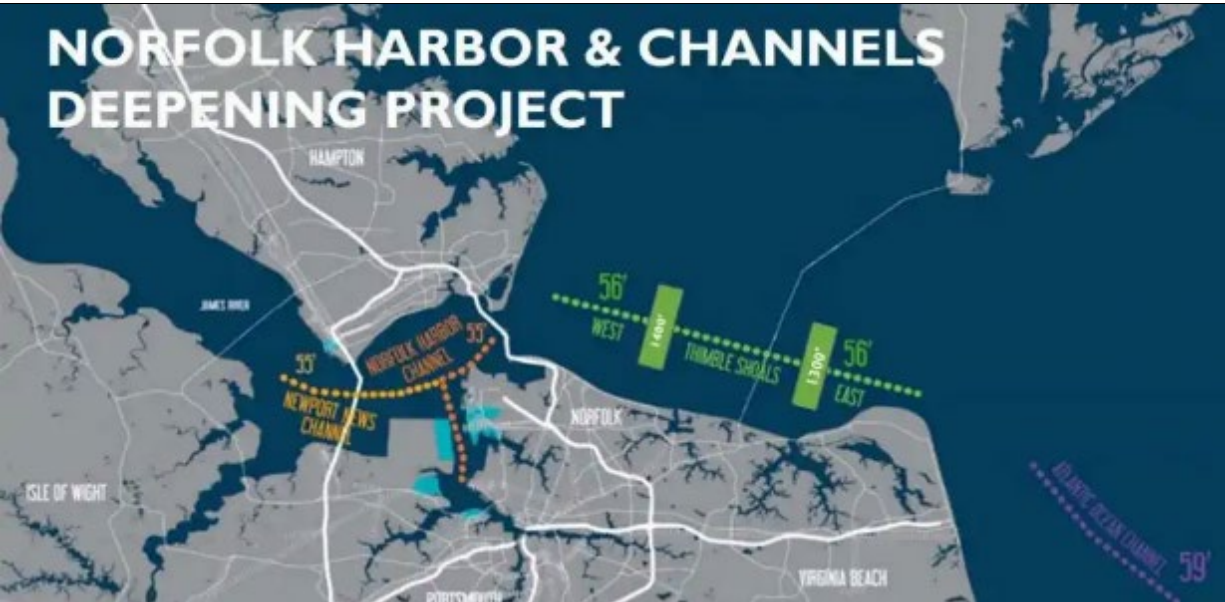 NORFOLK HARBOR & CHANNELS
DEEPENING PROJECT
HAMPTON
JAMES RIVER
55'
NORFOLK HARBOR
CHANNEL
55'
NEWPORT NEWS
CHANNEL
56'
WEST
1400'
THIMBLE SHOALS
1300'
56'
EAST
NORFOLK
ISLE OF WIGHT
ATLANTIC OCEAN CHANNEL
59'
VIRGINIA BEACH
PORTSMOUTH